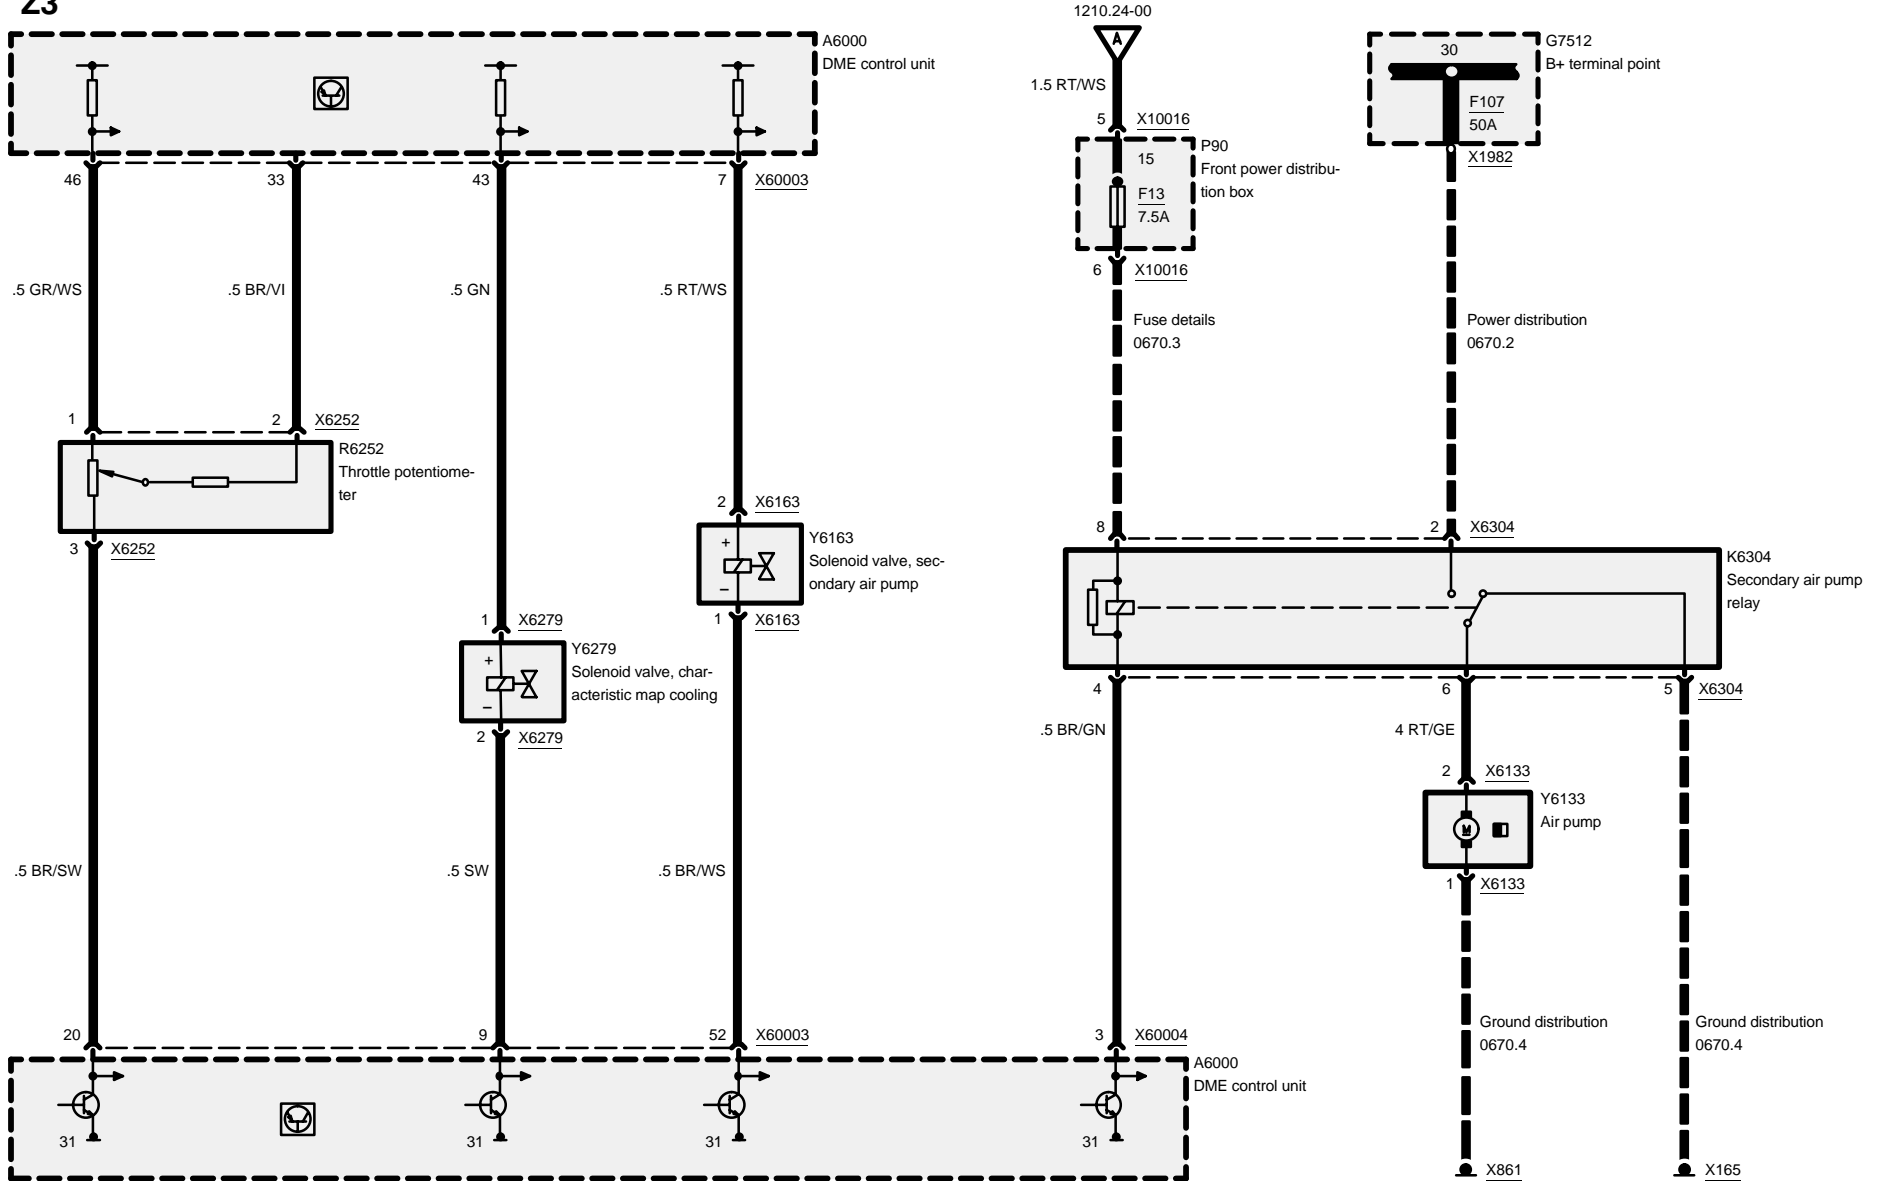 Z3
1210.24-00
A
A6000
DME control unit
1.5 RT/WS
30
G7512
B+ terminal point
F107
50A
5
X10016
P90
15
Front power distribu-
tion box
F13
7.5A
X1982
46
33
43
7
X60003
6
X10016
.5 GR/WS
.5 BR/VI
.5 GN
.5 RT/WS
Fuse details
0670.3
Power distribution
0670.2
1
2
X6252
R6252
Throttle potentiome-
ter
3
X6252
2
X6163
Y6163
Solenoid valve, sec-
ondary air pump
+
–
1
X6163
8
2
X6304
K6304
Secondary air pump
relay
1
X6279
Y6279
Solenoid valve, char-
acteristic map cooling
+
–
2
X6279
4
6
5
X6304
.5 BR/GN
4 RT/GE
2
X6133
Y6133
Air pump
M
1
X6133
.5 BR/SW
.5 SW
.5 BR/WS
Ground distribution
0670.4
Ground distribution
0670.4
20
9
52
X60003
3
X60004
A6000
DME control unit
31
31
31
31
X861
X165